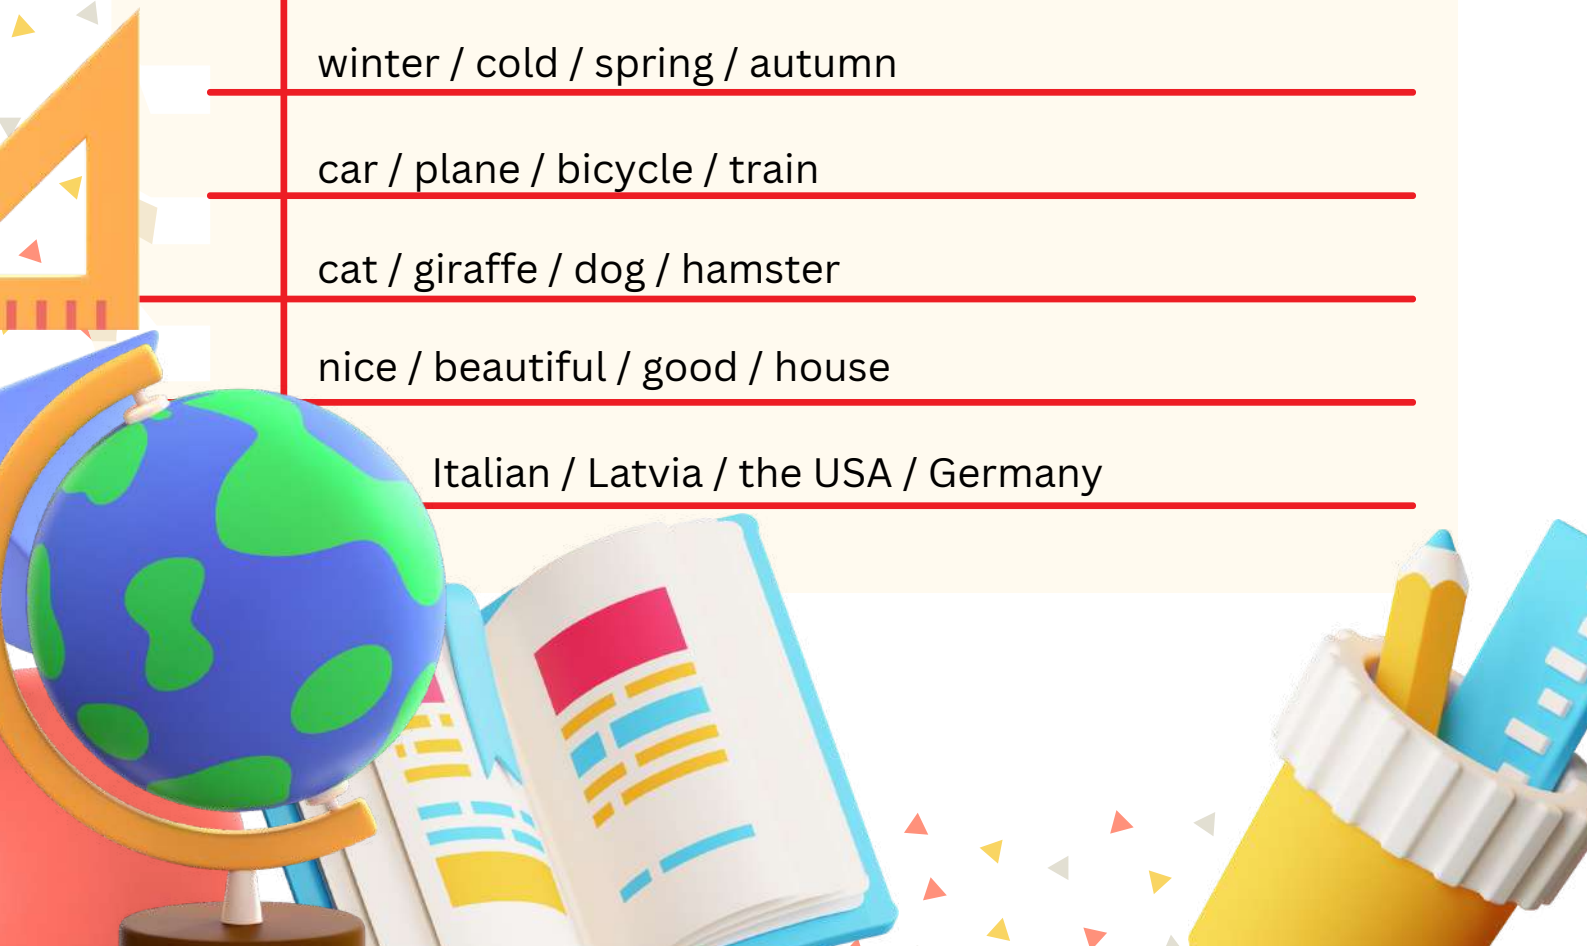 winter / cold / spring / autumn
car / plane / bicycle / train
cat / giraffe / dog / hamster
nice / beautiful / good / house
Italian / Latvia / the USA / Germany